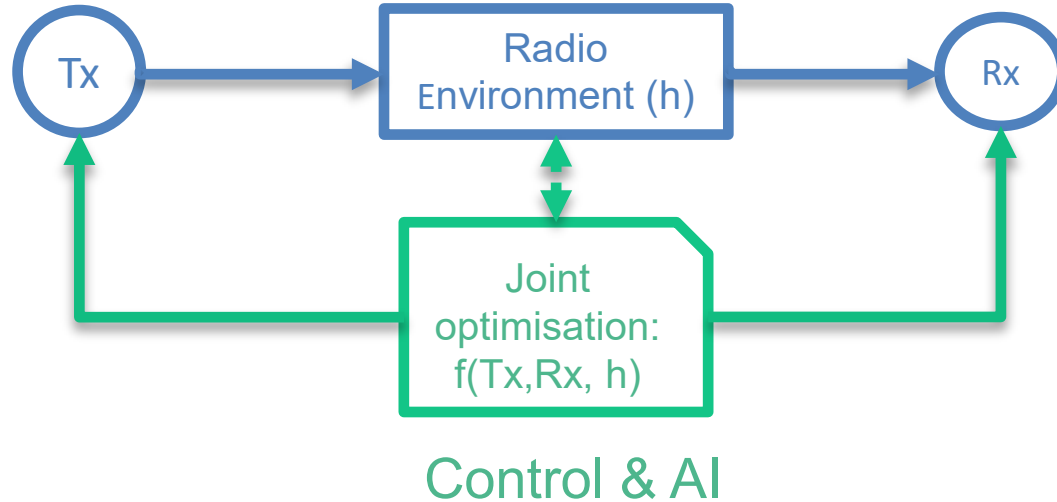 Tx
Radio
Environment (h)
Rx
Joint
optimisation:
f(Tx,Rx, h)
Control & AI